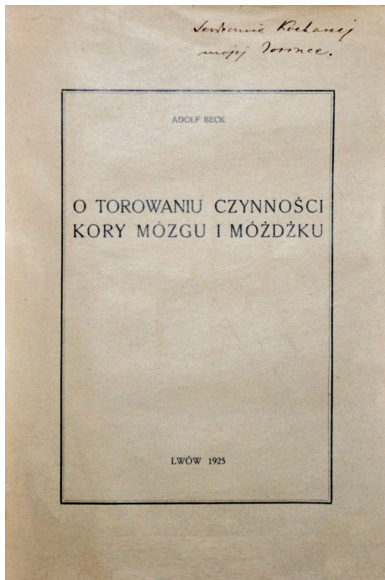 Serdecznie Kochanej
mojej
ADOLF BECK
O TOROWANIU CZYNNOŚCI
KORY MÓZGU I MÓŻDŻKU
LWÓW 1925